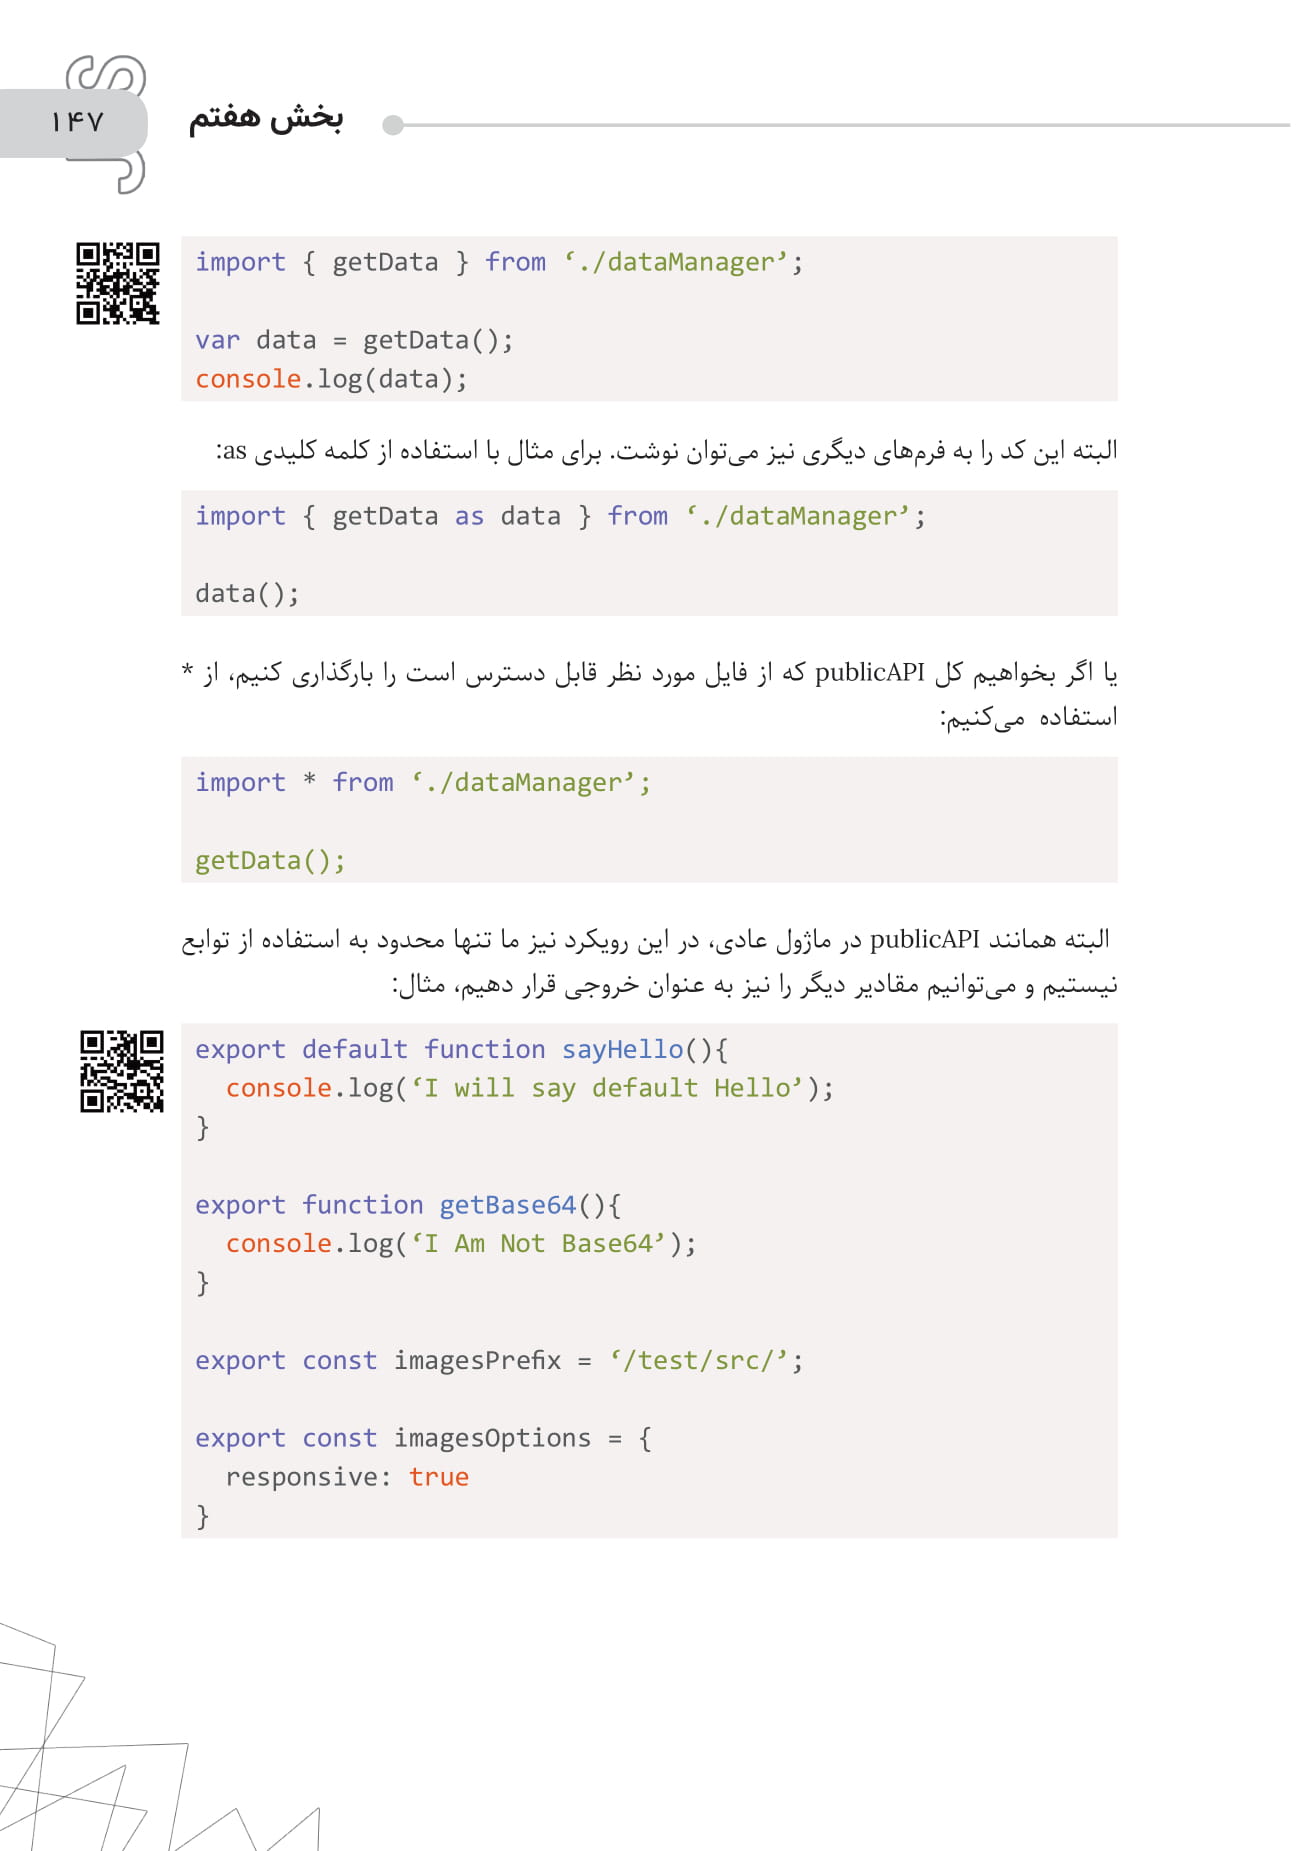 JS
۱۴۷
بخش هفتم
import { getData } from ‘./dataManager’;
var data = getData();
console.log(data);
البته این کد را به فرم‌های دیگری نیز می‌توان نوشت. برای مثال با استفاده از کلمه کلیدی as:
import { getData as data } from ‘./dataManager’;
data();
یا اگر بخواهیم کل publicAPI که از فایل مورد نظر قابل دسترس است را بارگذاری کنیم، از *
استفاده می‌کنیم:
import * from ‘./dataManager’;
getData();
البته همانند publicAPI در ماژول عادی، در این رویکرد نیز ما تنها محدود به استفاده از توابع
نیستیم و می‌توانیم مقادیر دیگر را نیز به عنوان خروجی قرار دهیم، مثال:
export default function sayHello(){
  console.log(‘I will say default Hello’);
}
export function getBase64(){
  console.log(‘I Am Not Base64’);
}
export const imagesPrefix = ‘/test/src/’;
export const imagesOptions = {
  responsive: true
}